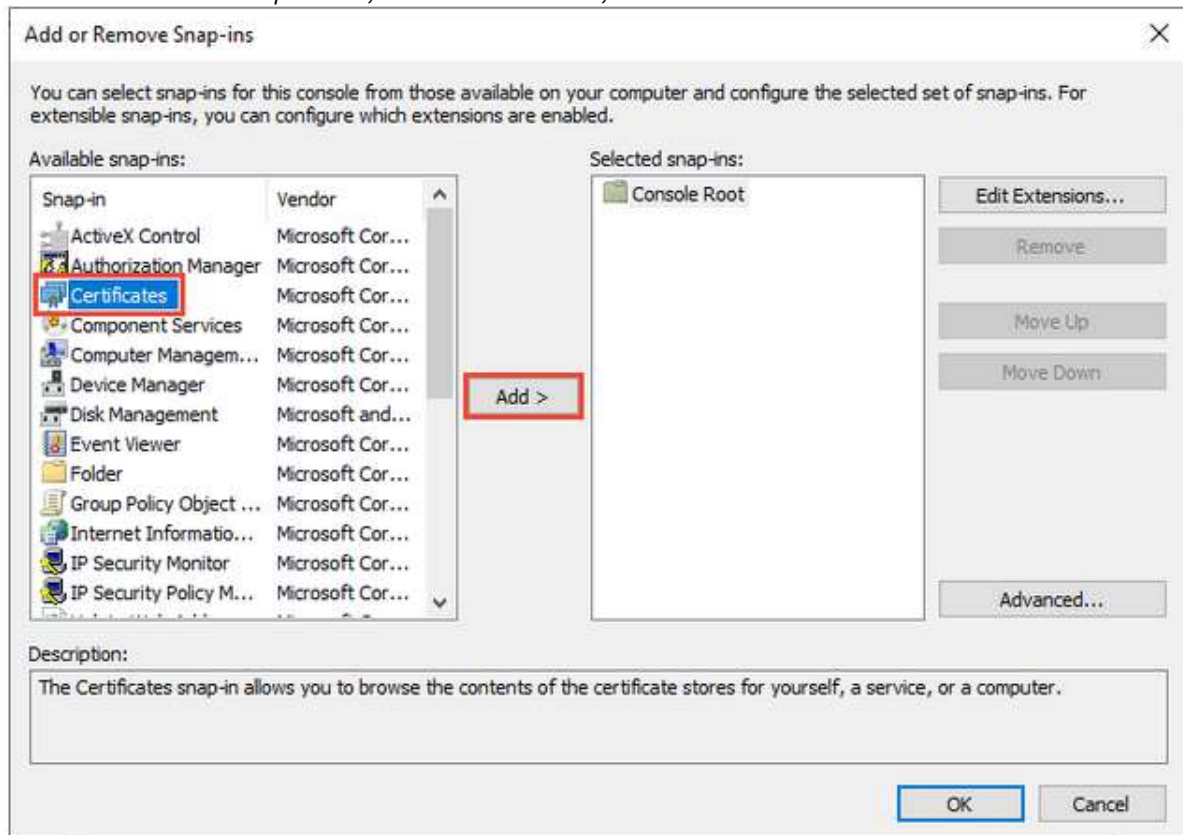 Add or Remove Snap-ins
You can select snap-ins for this console from those available on your computer and configure the selected set of snap-ins. For
extensible snap-ins, you can configure which extensions are enabled.
Available snap-ins:
Snap-in Vendor
ActiveX Control Microsoft Cor...
Authorization Manager Microsoft Cor...
Certificates Microsoft Cor...
Component Services Microsoft Cor...
Computer Managem... Microsoft Cor...
Device Manager Microsoft Cor...
Disk Management Microsoft and...
Event Viewer Microsoft Cor...
Folder Microsoft Cor...
Group Policy Object ... Microsoft Cor...
Internet Informatio... Microsoft Cor...
IP Security Monitor Microsoft Cor...
IP Security Policy M... Microsoft Cor...
Add >
Selected snap-ins:
Console Root
Edit Extensions...
Remove
Move Up
Move Down
Advanced...
Description:
The Certificates snap-in allows you to browse the contents of the certificate stores for yourself, a service, or a computer.
OK Cancel